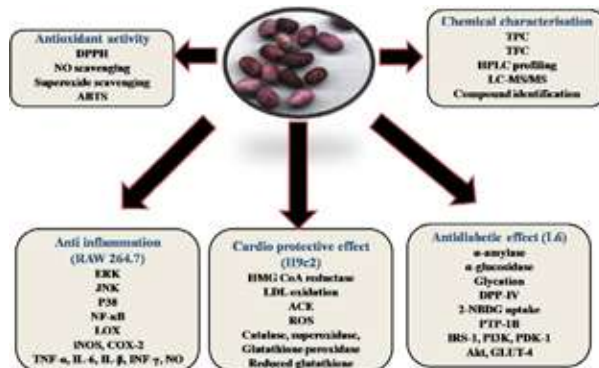 Antioxidant activity
DPPH
NO scavenging
Superoxide scavenging
ABTS
Chemical characterisation
TPC
TFC
HPLC profiling
LC-MS/MS
Compound identification
Anti inflammation
(RAW 264.7)
ERK
JNK
P38
NF-κB
LOX
iNOS, COX-2
TNF-α, IL-6, IL-β, INF γ, NO
Cardio protective effect
(H9c2)
HMG CoA reductase
LDL oxidation
ACE
ROS
Catalase, superoxidase,
Glutathione peroxidase
Reduced glutathione
Antidiabetic effect (L6)
α-amylase
α-glucosidase
Glycation
DPP-IV
2-NBDG uptake
PTP-1B
IRS-1, PI3K, PDK-1
Akt, GLUT-4